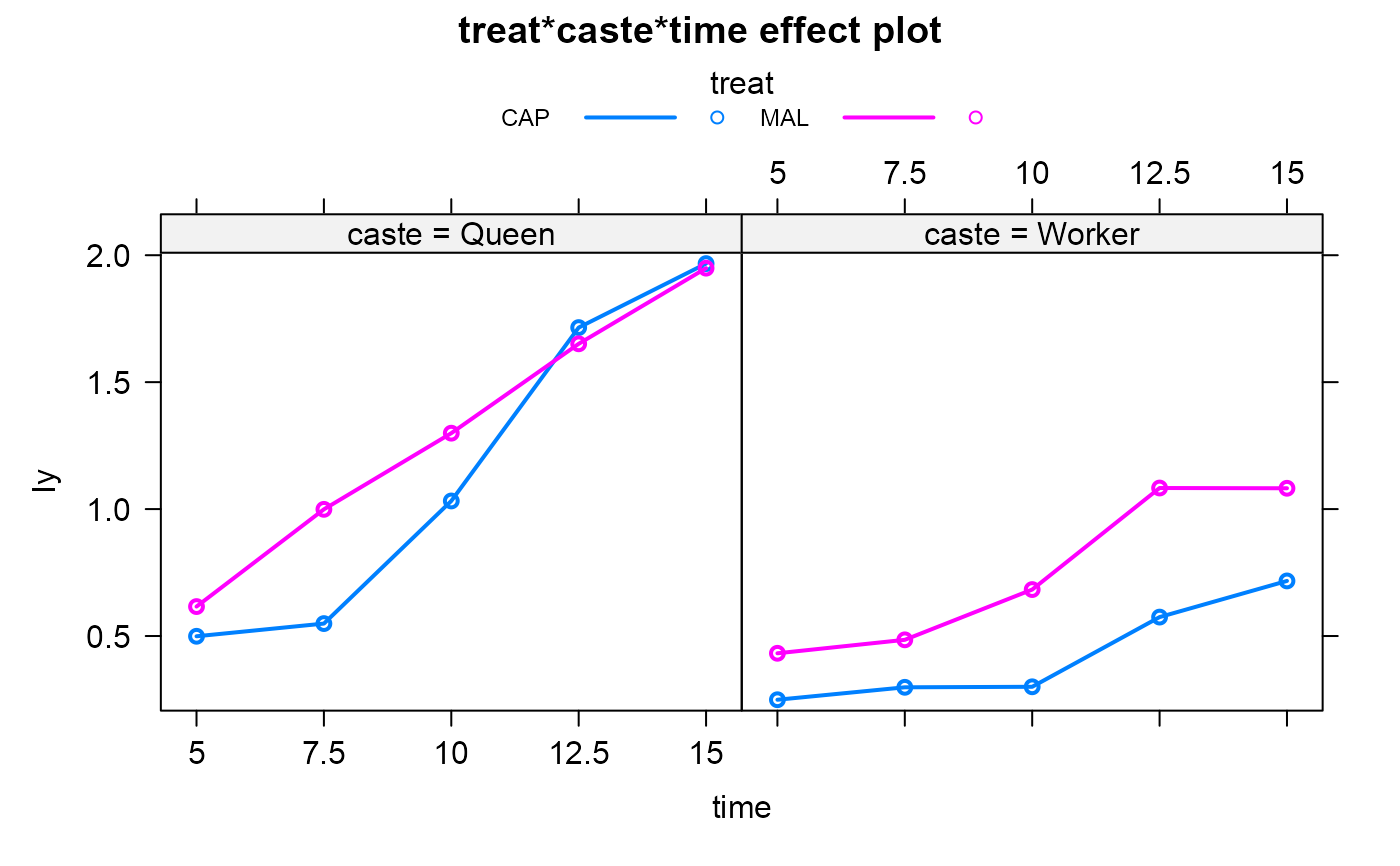 treat*caste*time effect plot
treat
CAP MAL
5 7.5 10 12.5 15
caste = Queen caste = Worker
2.0
1.5
1.0
0.5
ly
5 7.5 10 12.5 15
time